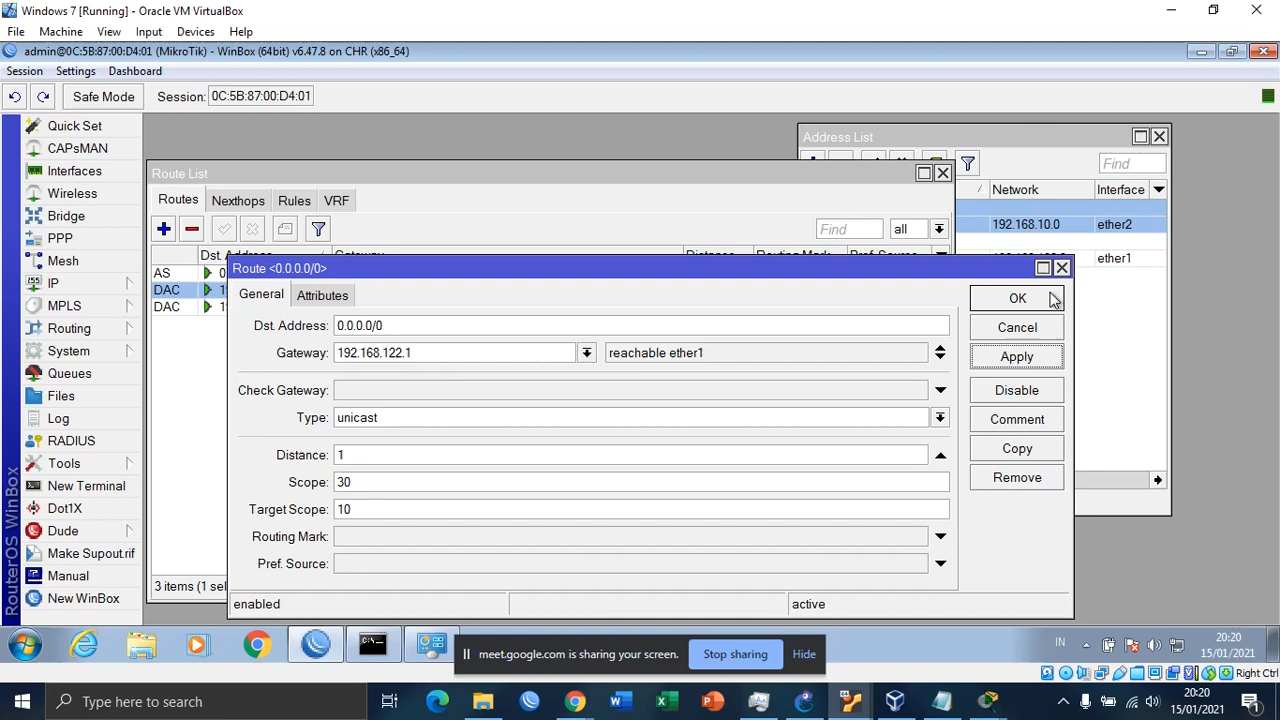 Windows 7 [Running] - Oracle VM VirtualBox
File Machine View Input Devices Help
admin@0C:5B:87:00:D4:01 (MikroTik) - WinBox (64bit) v6.47.8 on CHR (x86_64)
Session Settings Dashboard
Safe Mode Session: 0C:5B:87:00:D4:01
Quick Set
CAPsMAN
Interfaces
Wireless
Bridge
PPP
Mesh
IP
MPLS
Routing
System
Queues
Files
Log
RADIUS
Tools
New Terminal
Dot1X
Dude
Make Supout.rif
Manual
New WinBox
RouterOS WinBox
Address List
Find
Network Interface
192.168.10.0 ether2
ether1
Route List
Routes Nexthops Rules VRF
Find all
AS
DAC
DAC
3 items (1 sel
Route <0.0.0.0/0>
General Attributes
Dst. Address: 0.0.0.0/0
Gateway: 192.168.122.1 reachable ether1
Check Gateway:
Type: unicast
Distance: 1
Scope: 30
Target Scope: 10
Routing Mark:
Pref. Source:
enabled active
OK
Cancel
Apply
Disable
Comment
Copy
Remove
meet.google.com is sharing your screen. Stop sharing Hide
IN 20:20
15/01/2021
Right Ctrl
Type here to search
20:20
15/01/2021
1